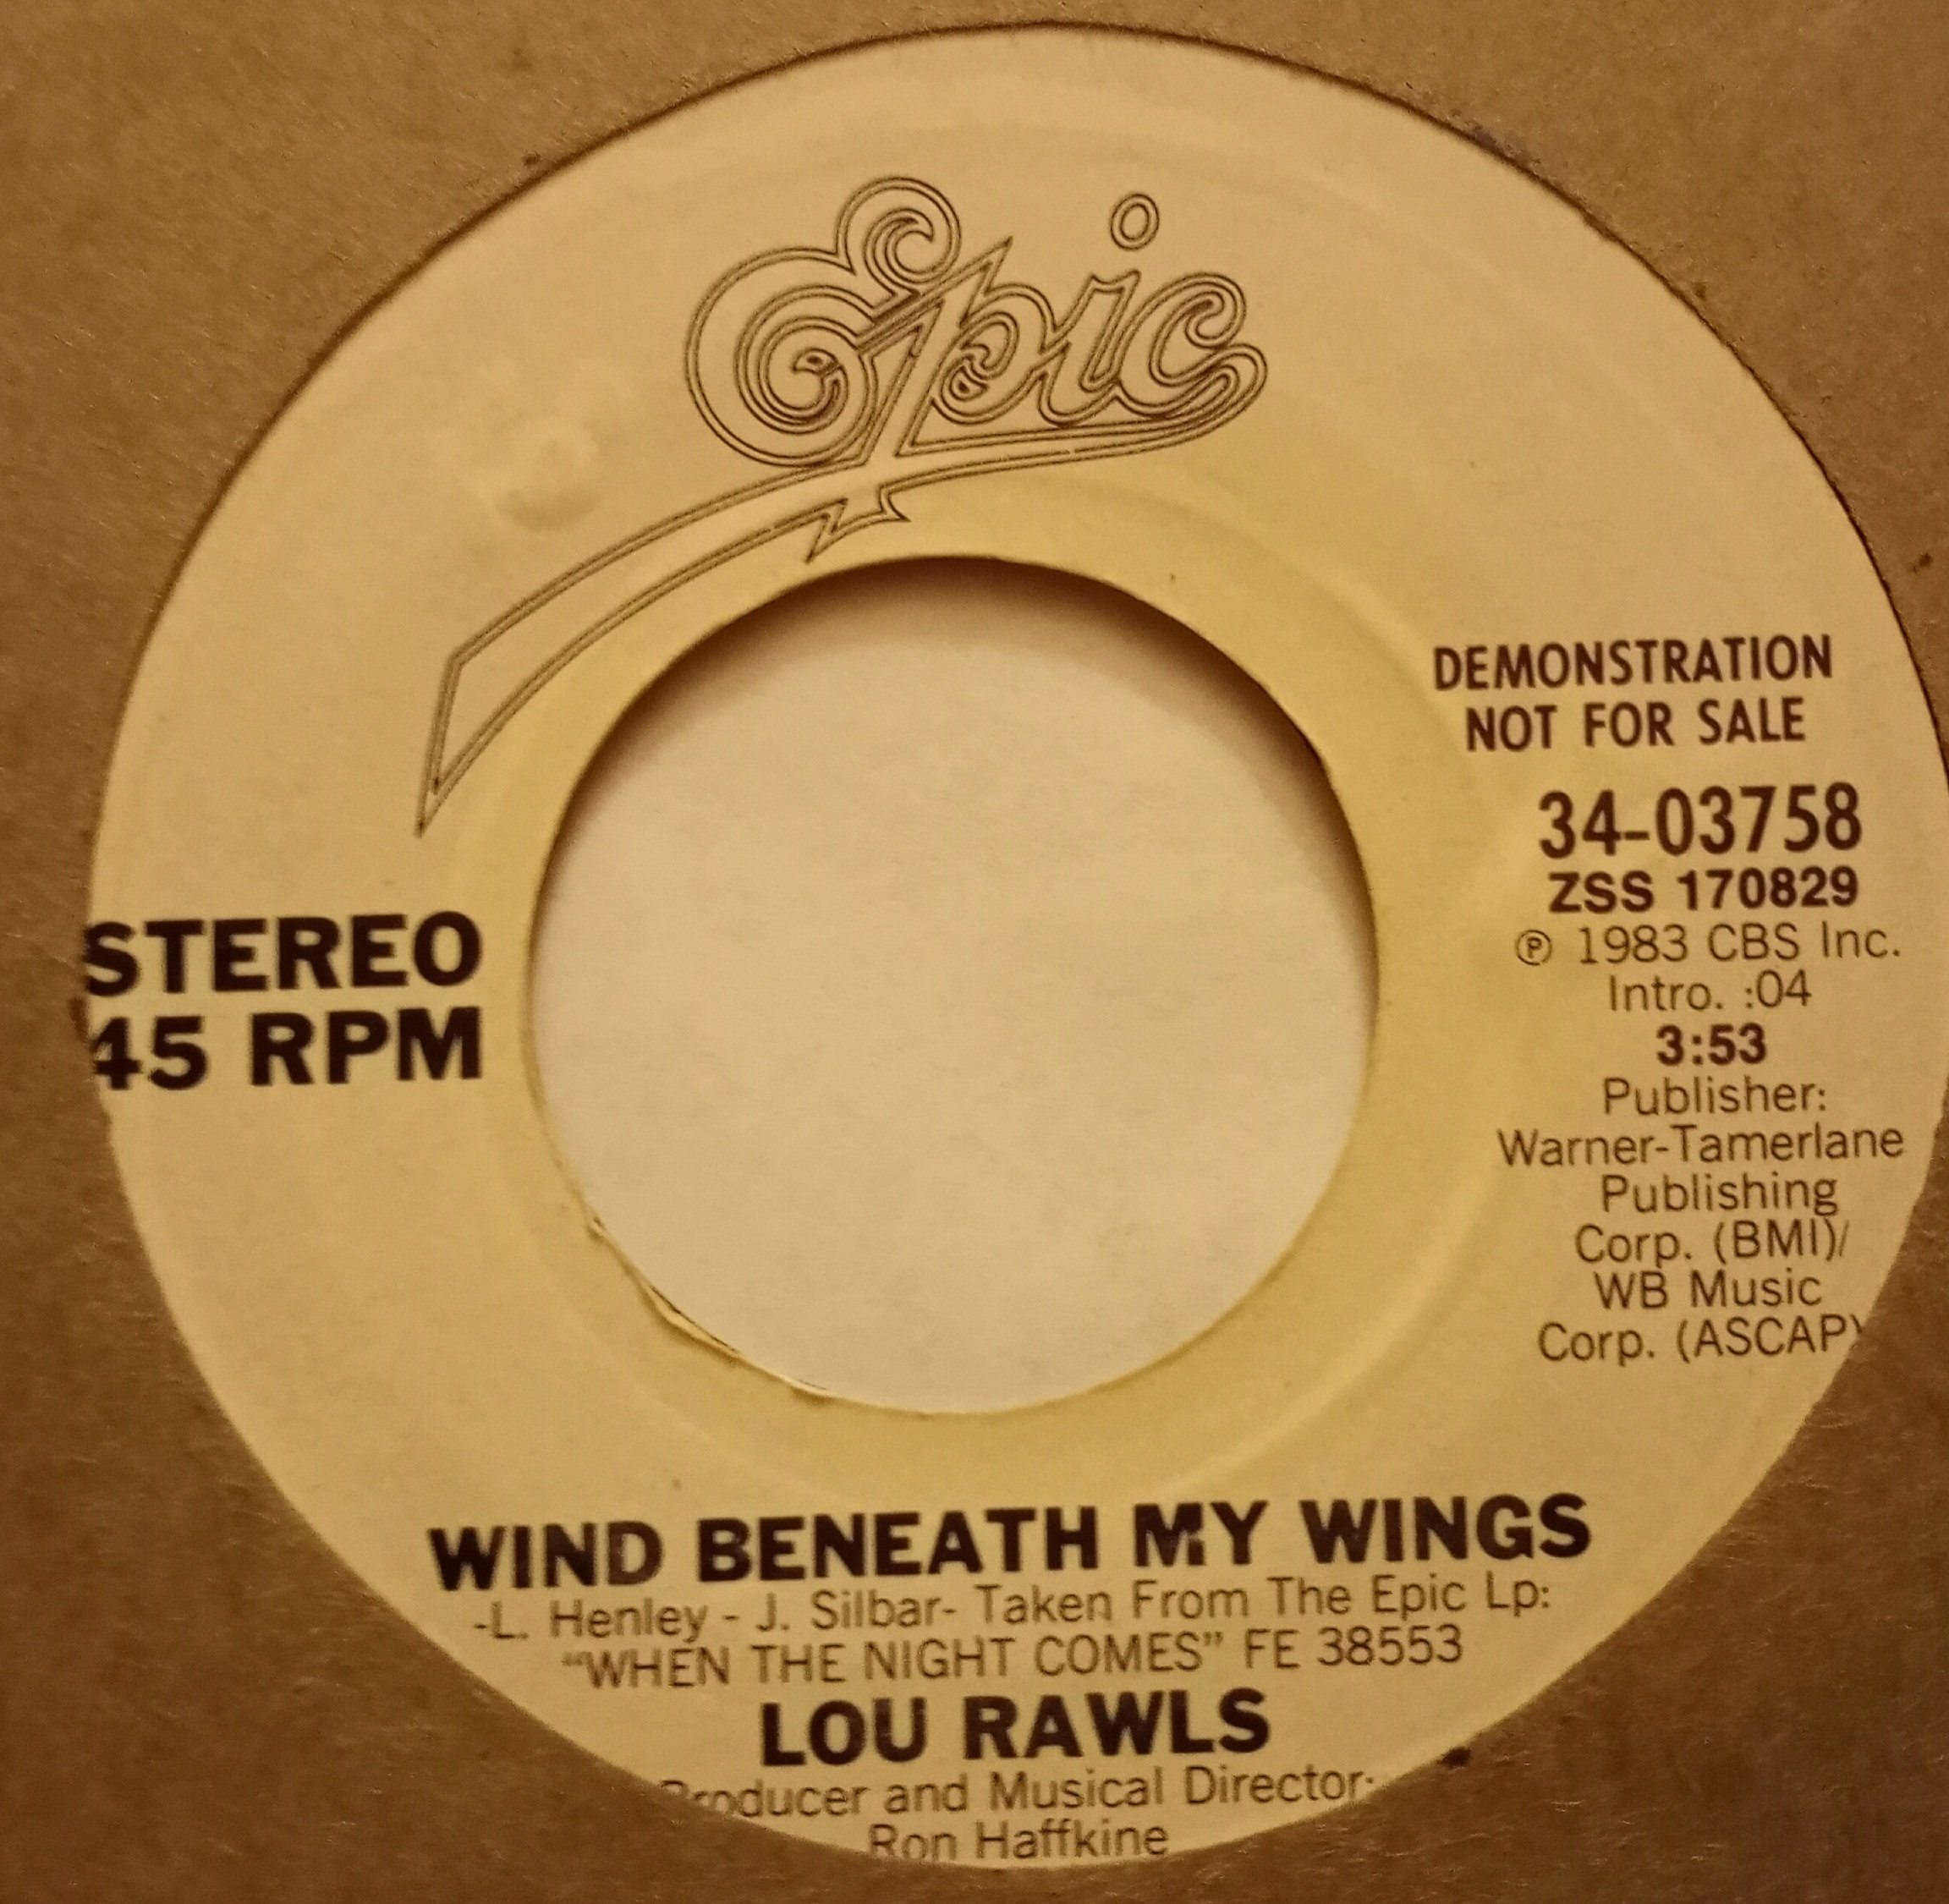 Epic
DEMONSTRATION
NOT FOR SALE
34-03758
ZSS 170829
℗ 1983 CBS Inc.
Intro. :04
3:53
Publisher:
Warner-Tamerlane
Publishing
Corp. (BMI)/
WB Music
Corp. (ASCAP)
STEREO
45 RPM
WIND BENEATH MY WINGS
-L. Henley - J. Silbar- Taken From The Epic Lp:
“WHEN THE NIGHT COMES” FE 38553
LOU RAWLS
Producer and Musical Director:
Ron Haffkine